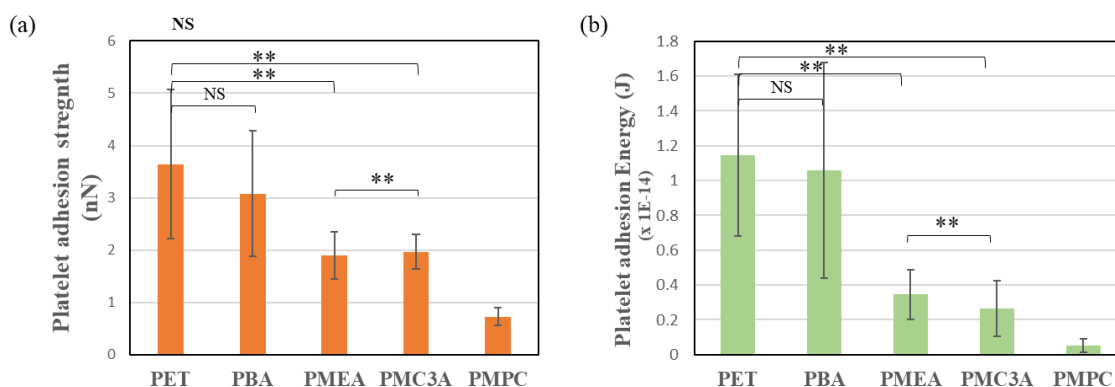 (a)
NS
Platelet adhesion stregnth
(nN)
6
5
4
3
2
1
0
**
**
NS
**
PET PBA PMEA PMC3A PMPC
(b)
Platelet adhesion Energy (J)
(x 1E-14)
1.8
1.6
1.4
1.2
1
0.8
0.6
0.4
0.2
0
**
**
NS
**
PET PBA PMEA PMC3A PMPC